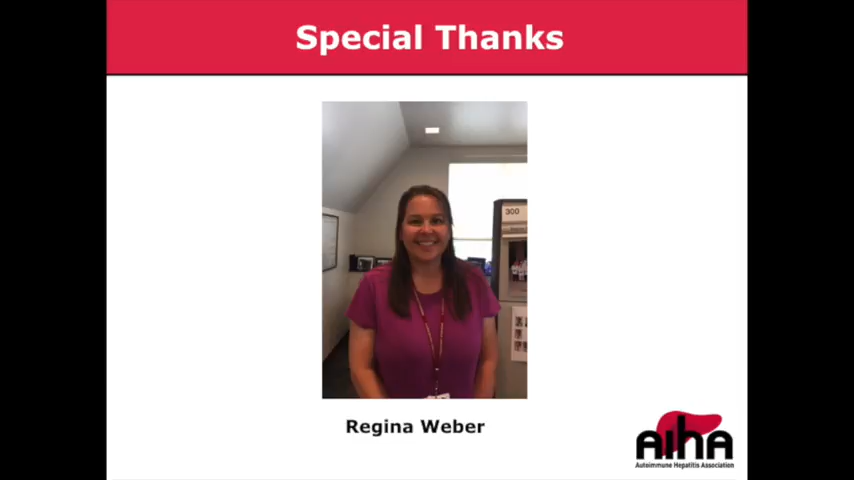 Special Thanks
300
Regina Weber
AIHA
Autoimmune Hepatitis Association